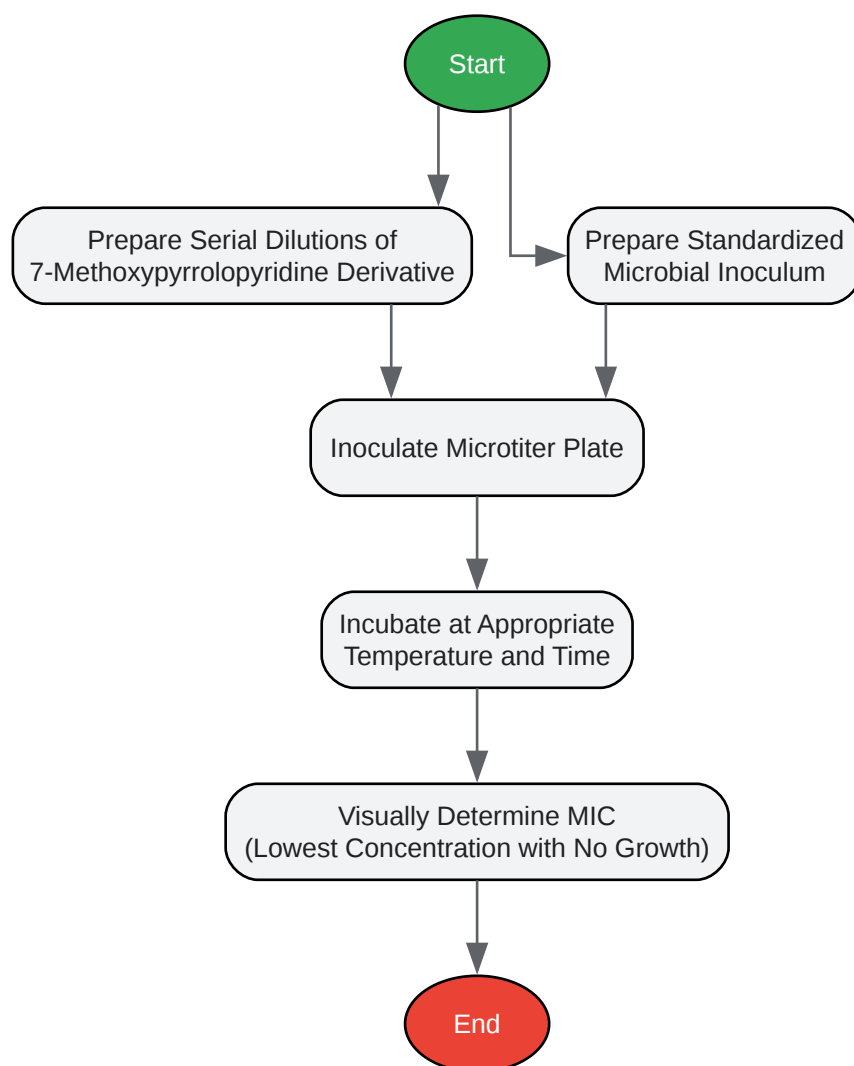 Start
Prepare Serial Dilutions of
7-Methoxypyrrolopyridine Derivative
Prepare Standardized
Microbial Inoculum
Inoculate Microtiter Plate
Incubate at Appropriate
Temperature and Time
Visually Determine MIC
(Lowest Concentration with No Growth)
End